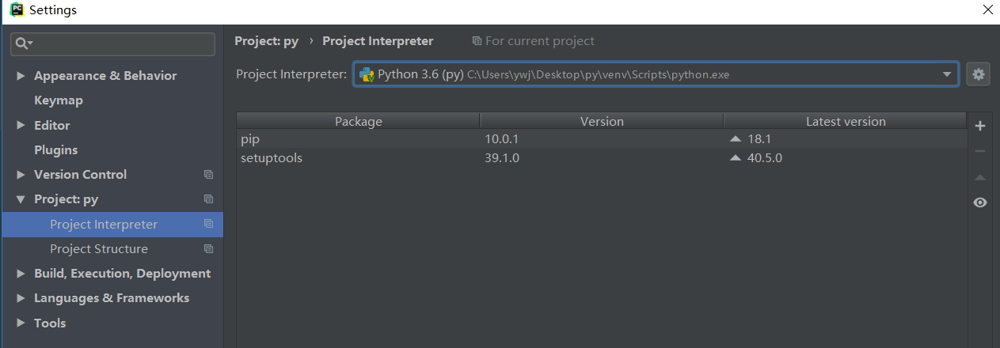 Settings
Project: py › Project Interpreter For current project
Project Interpreter: Python 3.6 (py) C:\Users\ywj\Desktop\py\venv\Scripts\python.exe
Appearance & Behavior
Keymap
Editor
Plugins
Version Control
Project: py
Project Interpreter
Project Structure
Build, Execution, Deployment
Languages & Frameworks
Tools
Package Version Latest version
pip 10.0.1 18.1
setuptools 39.1.0 40.5.0